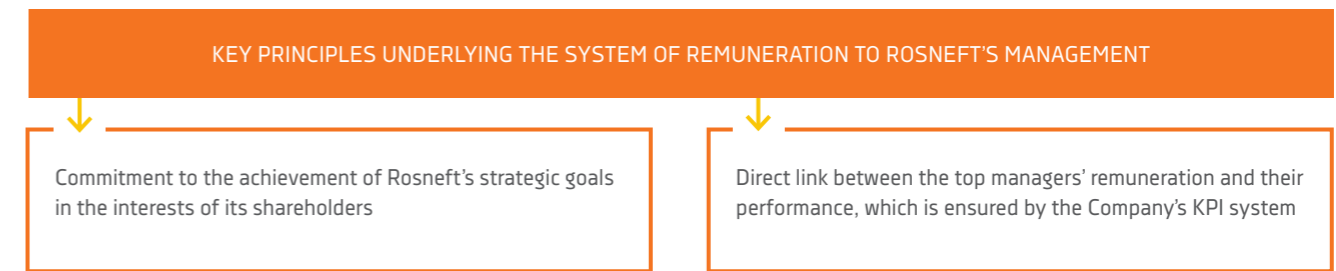 KEY PRINCIPLES UNDERLYING THE SYSTEM OF REMUNERATION TO ROSNEFT'S MANAGEMENT
Commitment to the achievement of Rosneft's strategic goals
in the interests of its shareholders
Direct link between the top managers' remuneration and their
performance, which is ensured by the Company's KPI system